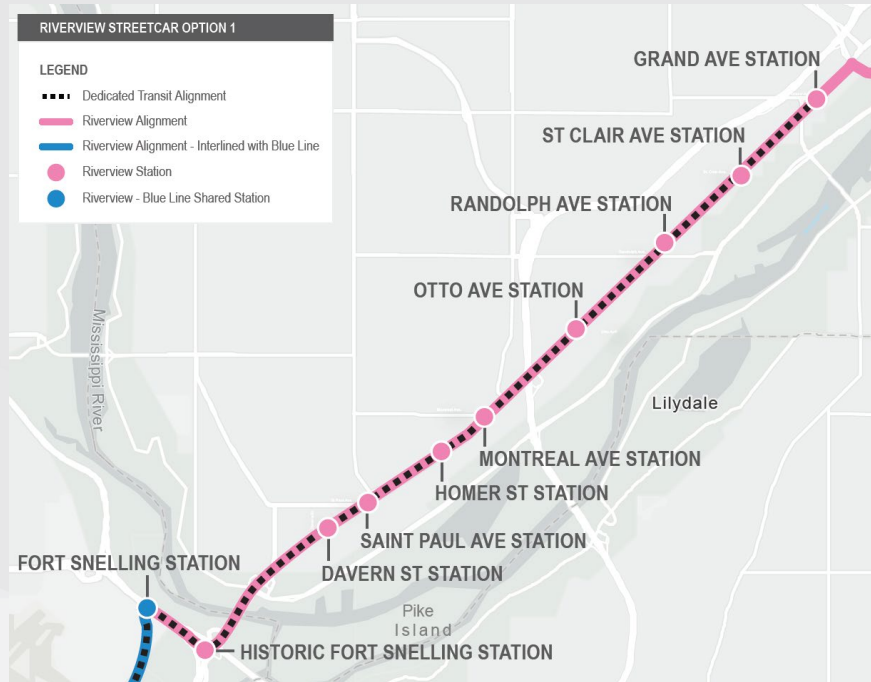 RIVERVIEW STREETCAR OPTION 1
LEGEND
Dedicated Transit Alignment
Riverview Alignment
Riverview Alignment - Interlined with Blue Line
Riverview Station
Riverview - Blue Line Shared Station
GRAND AVE STATION
ST CLAIR AVE STATION
RANDOLPH AVE STATION
OTTO AVE STATION
Mississippi River
Lilydale
MONTREAL AVE STATION
HOMER ST STATION
SAINT PAUL AVE STATION
FORT SNELLING STATION
DAVERN ST STATION
Pike
Island
HISTORIC FORT SNELLING STATION